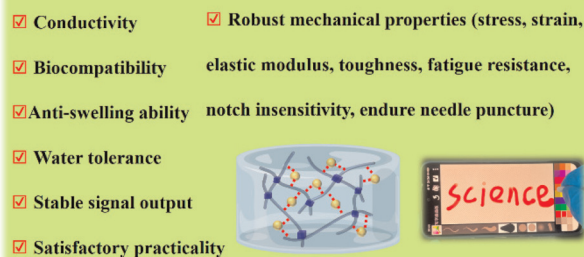 Conductivity
Biocompatibility
Anti-swelling ability
Water tolerance
Stable signal output
Satisfactory practicality
Robust mechanical properties (stress, strain,
elastic modulus, toughness, fatigue resistance,
notch insensitivity, endure needle puncture)
science